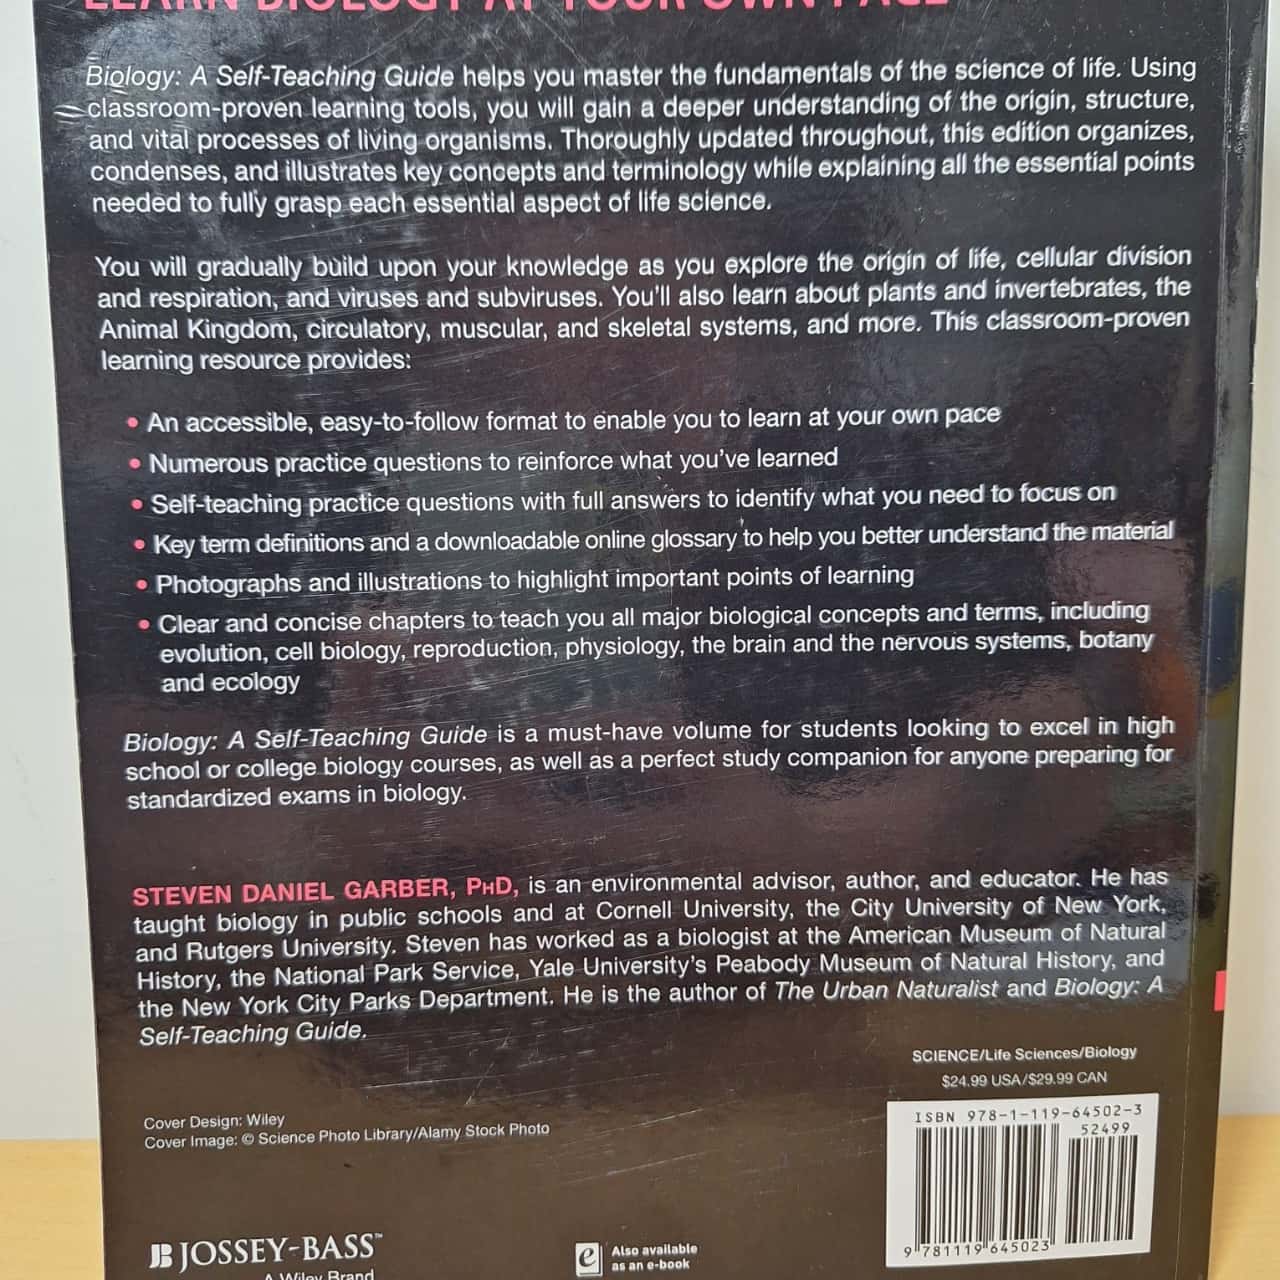 LEARN BIOLOGY AT YOUR OWN PACE
Biology: A Self-Teaching Guide helps you master the fundamentals of the science of life. Using
classroom-proven learning tools, you will gain a deeper understanding of the origin, structure,
and vital processes of living organisms. Thoroughly updated throughout, this edition organizes,
condenses, and illustrates key concepts and terminology while explaining all the essential points
needed to fully grasp each essential aspect of life science.
You will gradually build upon your knowledge as you explore the origin of life, cellular division
and respiration, and viruses and subviruses. You'll also learn about plants and invertebrates, the
Animal Kingdom, circulatory, muscular, and skeletal systems, and more. This classroom-proven
learning resource provides:
• An accessible, easy-to-follow format to enable you to learn at your own pace
• Numerous practice questions to reinforce what you've learned
• Self-teaching practice questions with full answers to identify what you need to focus on
• Key term definitions and a downloadable online glossary to help you better understand the material
• Photographs and illustrations to highlight important points of learning
• Clear and concise chapters to teach you all major biological concepts and terms, including
evolution, cell biology, reproduction, physiology, the brain and the nervous systems, botany
and ecology
Biology: A Self-Teaching Guide is a must-have volume for students looking to excel in high
school or college biology courses, as well as a perfect study companion for anyone preparing for
standardized exams in biology.
STEVEN DANIEL GARBER, PHD, is an environmental advisor, author, and educator. He has
taught biology in public schools and at Cornell University, the City University of New York,
and Rutgers University. Steven has worked as a biologist at the American Museum of Natural
History, the National Park Service, Yale University's Peabody Museum of Natural History, and
the New York City Parks Department. He is the author of The Urban Naturalist and Biology: A
Self-Teaching Guide.
SCIENCE/Life Sciences/Biology
$24.99 USA/$29.99 CAN
Cover Design: Wiley
Cover Image: © Science Photo Library/Alamy Stock Photo
ISBN 978-1-119-64502-3
52499
9 781119 645023
JB JOSSEY-BASS™
A Wiley Brand
e Also available
as an e-book